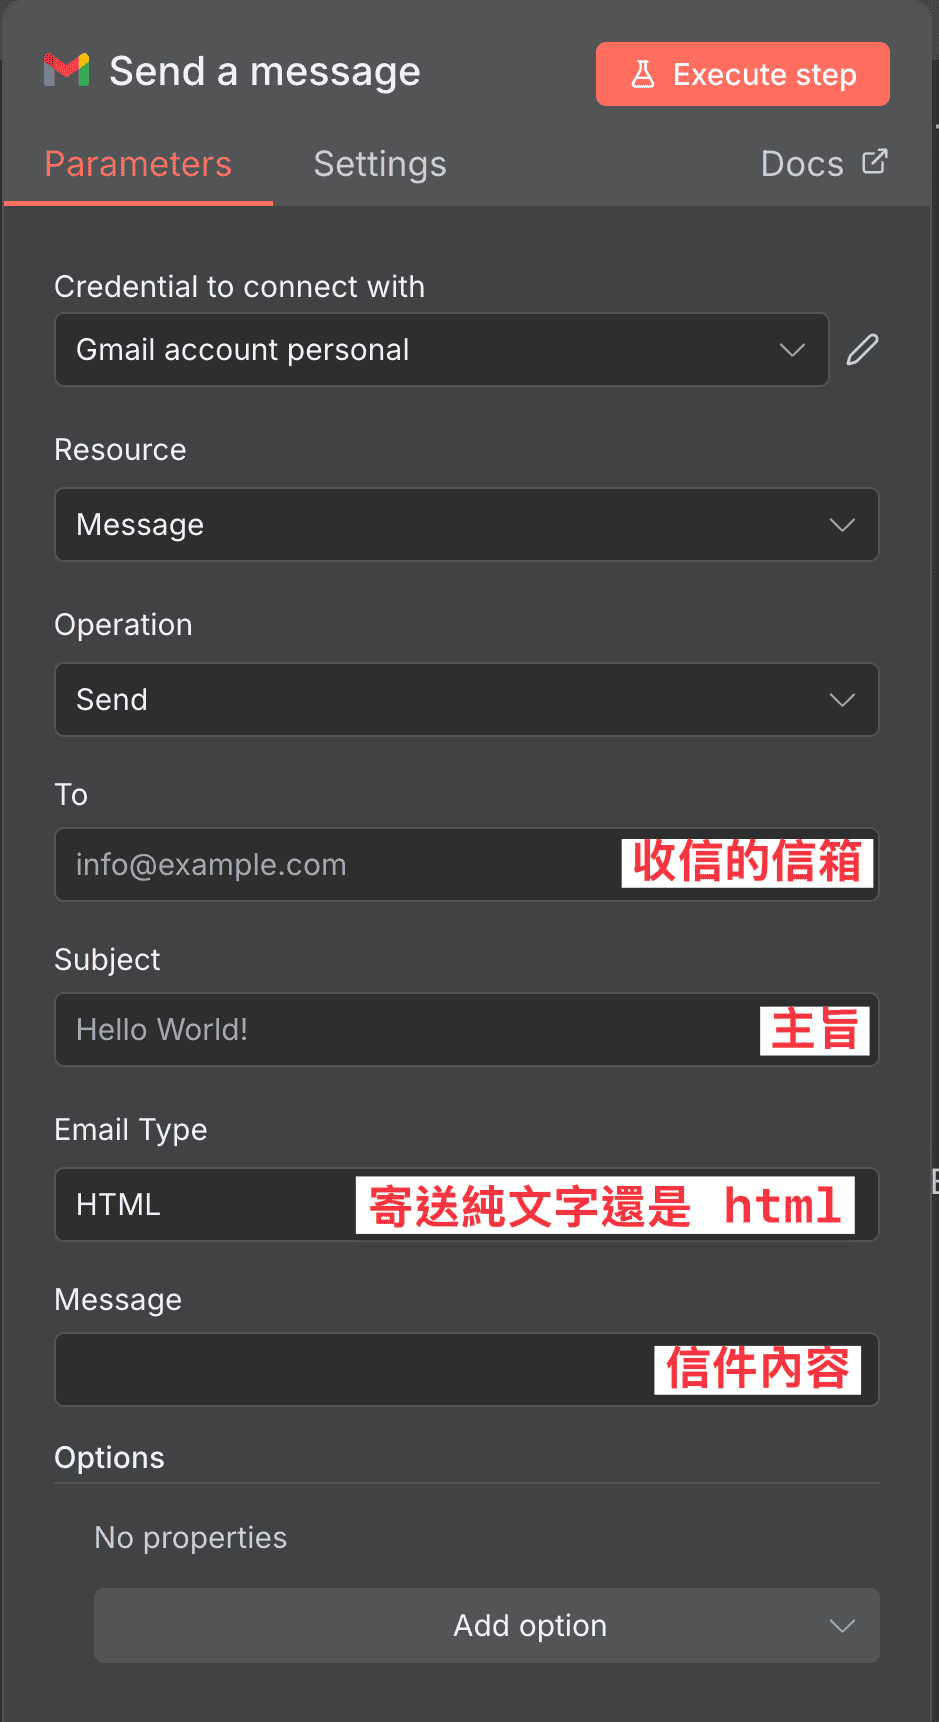 Send a message
Execute step
Parameters
Settings
Docs
Credential to connect with
Gmail account personal
Resource
Message
Operation
Send
To
info@example.com
收信的信箱
Subject
Hello World!
主旨
Email Type
HTML
寄送純文字還是 html
Message
信件內容
Options
No properties
Add option